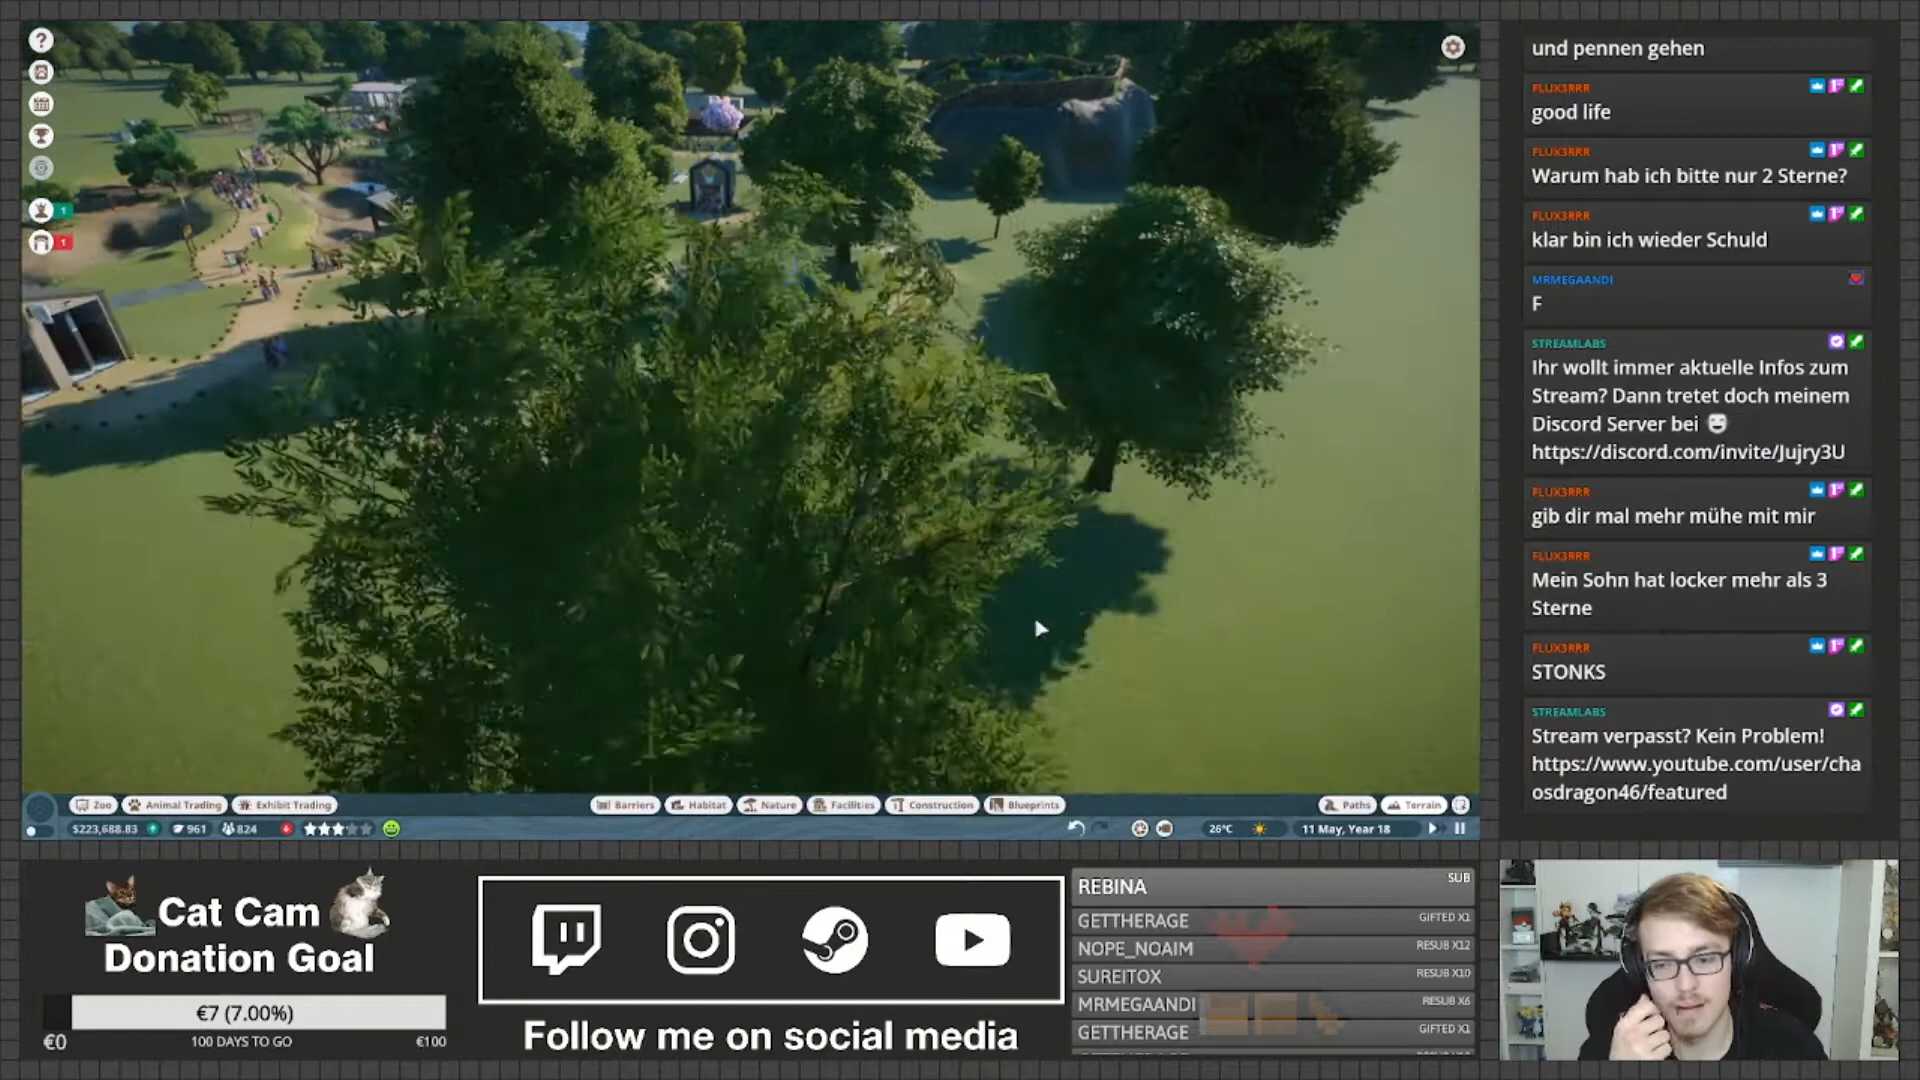 ?
1
1
Zoo
Animal Trading
Exhibit Trading
Barriers
Habitat
Nature
Facilities
Construction
Blueprints
Paths
Terrain
$223,688.83
961
824
26°C
11 May, Year 18
und pennen gehen
FLUX3RRR
good life
FLUX3RRR
Warum hab ich bitte nur 2 Sterne?
FLUX3RRR
klar bin ich wieder Schuld
MRMEGAANDI
F
STREAMLABS
Ihr wollt immer aktuelle Infos zum
Stream? Dann tretet doch meinem
Discord Server bei
https://discord.com/invite/Jujry3U
FLUX3RRR
gib dir mal mehr mühe mit mir
FLUX3RRR
Mein Sohn hat locker mehr als 3
Sterne
FLUX3RRR
STONKS
STREAMLABS
Stream verpasst? Kein Problem!
https://www.youtube.com/user/cha
osdragon46/featured
Cat Cam
Donation Goal
€7 (7.00%)
€0
100 DAYS TO GO
€100
Follow me on social media
REBINA SUB
GETTHERAGE GIFTED X1
NOPE_NOAIM RESUB X12
SUREITOX RESUB X10
MRMEGAANDI RESUB X6
GETTHERAGE GIFTED X1